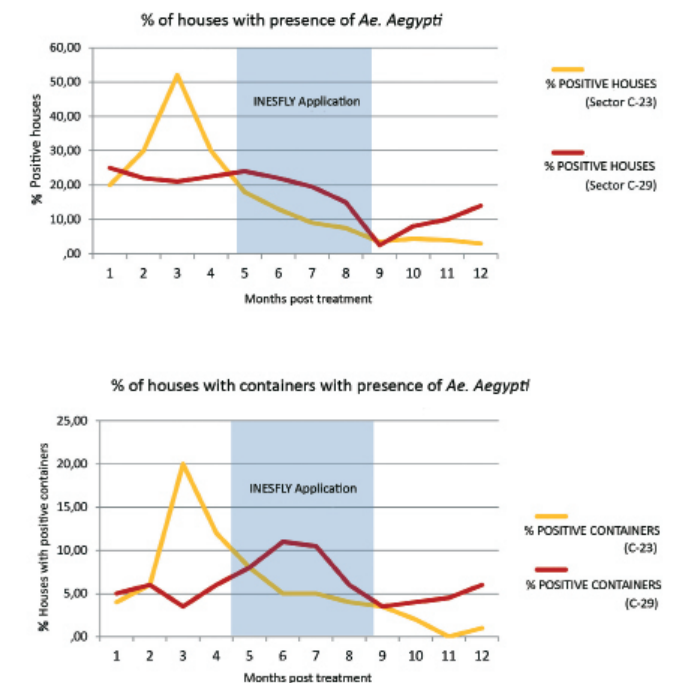 % of houses with presence of Ae. Aegypti
60,00
50,00
40,00
30,00
20,00
10,00
,00
% Positive houses
INESFLY Application
1 2 3 4 5 6 7 8 9 10 11 12
Months post treatment
% POSITIVE HOUSES
(Sector C-23)
% POSITIVE HOUSES
(Sector C-29)
% of houses with containers with presence of Ae. Aegypti
25,00
20,00
15,00
10,00
5,00
,00
% Houses with positive containers
INESFLY Application
1 2 3 4 5 6 7 8 9 10 11 12
Months post treatment
% POSITIVE CONTAINERS
(C-23)
% POSITIVE CONTAINERS
(C-29)